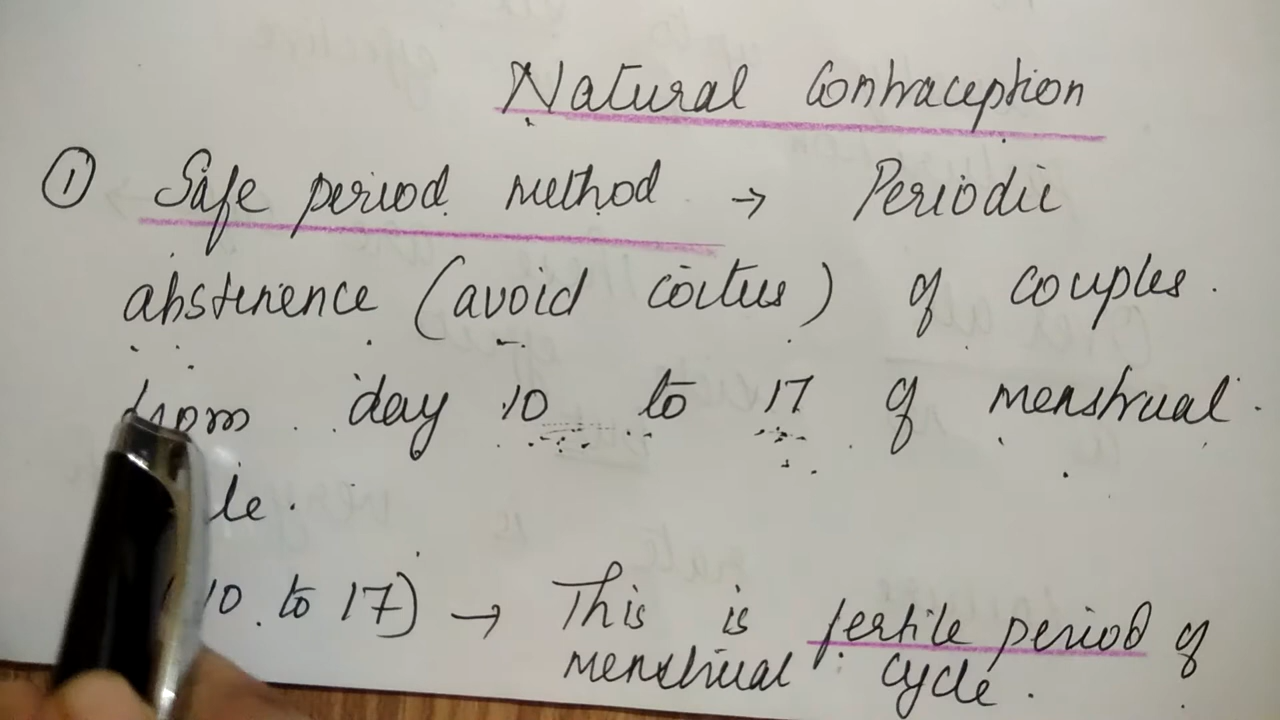 Natural Contraception
① Safe period method → Periodic
abstinence (avoid coitus) of couples.
from day 10 to 17 of menstrual
le.
10 to 17) → This is fertile period of
menstrual cycle.